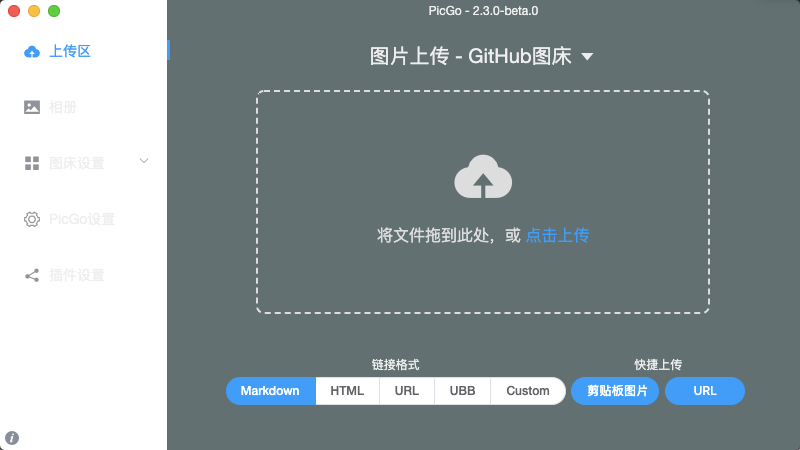 PicGo - 2.3.0-beta.0
上传区
相册
图床设置
PicGo设置
插件设置
图片上传 - GitHub图床
将文件拖到此处，或 点击上传
链接格式
Markdown HTML URL UBB Custom
快捷上传
剪贴板图片 URL